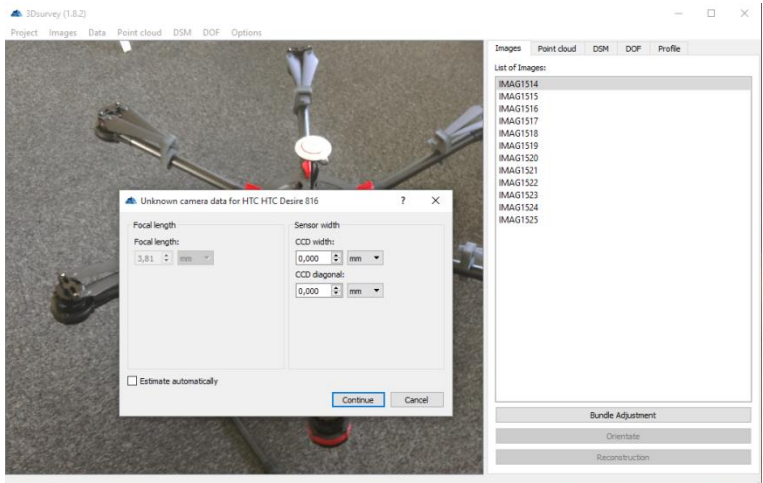 3Dsurvey (1.8.2)
Project Images Data Point cloud DSM DOF Options
Images Point cloud DSM DOF Profile
List of Images:
IMAG1514
IMAG1515
IMAG1516
IMAG1517
IMAG1518
IMAG1519
IMAG1520
IMAG1521
IMAG1522
IMAG1523
IMAG1524
IMAG1525
Unknown camera data for HTC HTC Desire 816 ?
Focal length
Focal length:
3,81 mm
Sensor width
CCD width:
0,000 mm
CCD diagonal:
0,000 mm
Estimate automatically
Continue Cancel
Bundle Adjustment
Orientate
Reconstruction